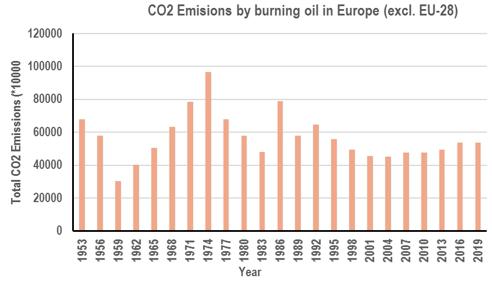 CO2 Emisions by burning oil in Europe (excl. EU-28)
Total CO2 Emissions (*10000
120000
100000
80000
60000
40000
20000
0
1953 1956 1959 1962 1965 1968 1971 1974 1977 1980 1983 1986 1989 1992 1995 1998 2001 2004 2007 2010 2013 2016 2019
Year